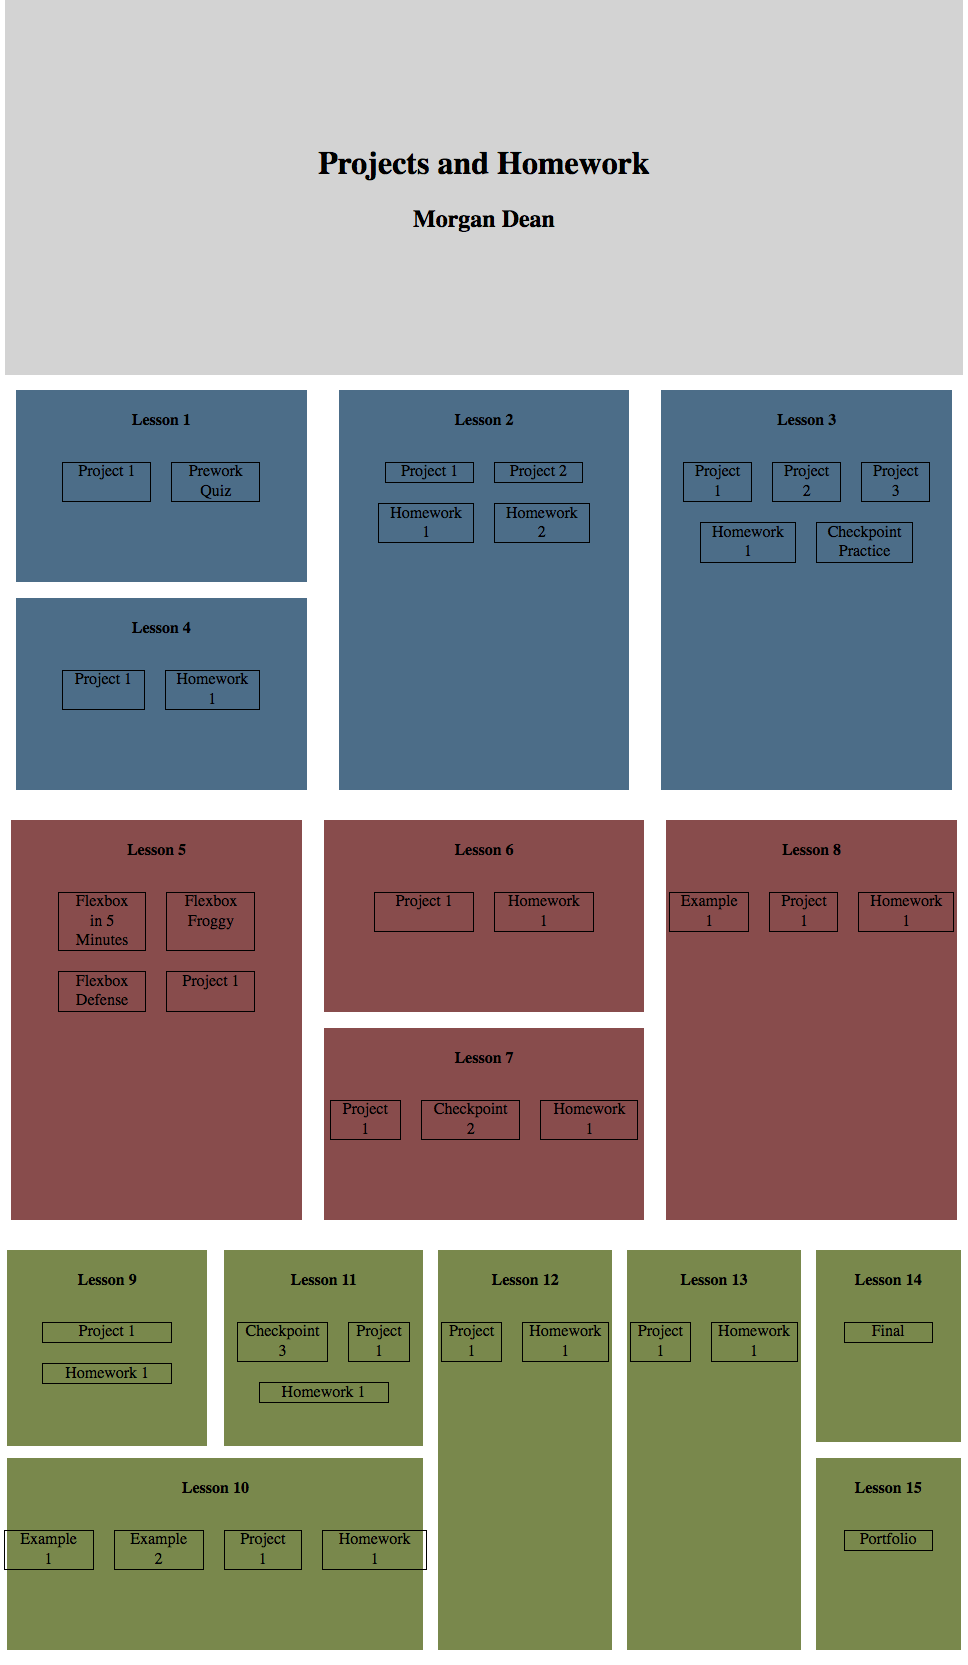 Projects and Homework
Morgan Dean
Lesson 1
Project 1
Prework
Quiz
Lesson 2
Project 1
Project 2
Homework
1
Homework
2
Lesson 3
Project
1
Project
2
Project
3
Homework
1
Checkpoint
Practice
Lesson 4
Project 1
Homework
1
Lesson 5
Flexbox
in 5
Minutes
Flexbox
Froggy
Flexbox
Defense
Project 1
Lesson 6
Project 1
Homework
1
Lesson 7
Project
1
Checkpoint
2
Homework
1
Lesson 8
Example
1
Project
1
Homework
1
Lesson 9
Project 1
Homework 1
Lesson 11
Checkpoint
3
Project
1
Homework 1
Lesson 10
Example
1
Example
2
Project
1
Homework
1
Lesson 12
Project
1
Homework
1
Lesson 13
Project
1
Homework
1
Lesson 14
Final
Lesson 15
Portfolio